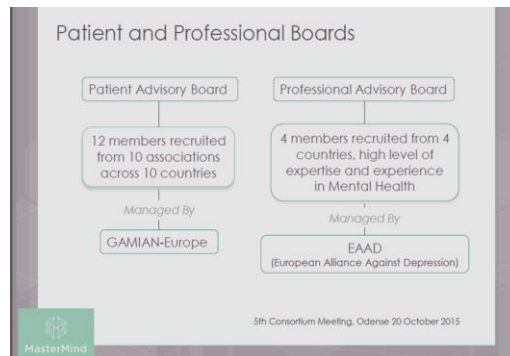 Patient and Professional Boards
Patient Advisory Board
12 members recruited
from 10 associations
across 10 countries
Managed By
GAMIAN-Europe
Professional Advisory Board
4 members recruited from 4
countries, high level of
expertise and experience
in Mental Health
Managed By
EAAD
(European Alliance Against Depression)
5th Consortium Meeting, Odense 20 October 2015
MasterMind